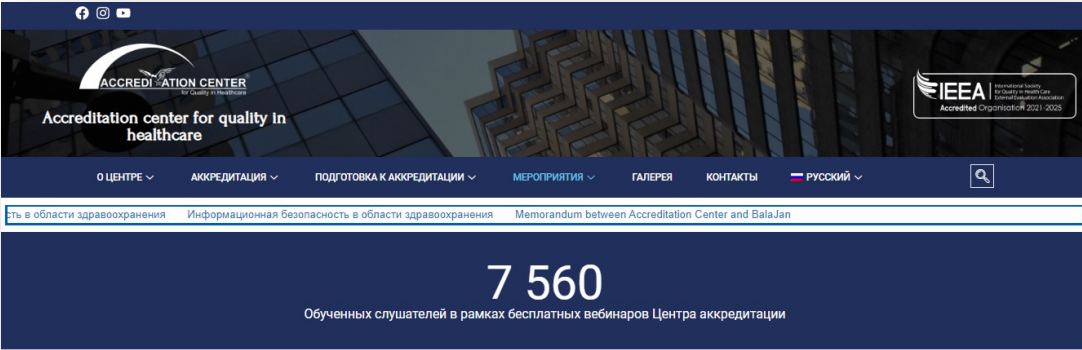 ACCREDITATION CENTER
for Quality in Healthcare
Accreditation center for quality in
healthcare
IEEA
International Society
for Quality in Health Care
External Evaluation Association
Accredited Organisation 2021-2025
О ЦЕНТРЕ АККРЕДИТАЦИЯ ПОДГОТОВКА К АККРЕДИТАЦИИ МЕРОПРИЯТИЯ ГАЛЕРЕЯ КОНТАКТЫ РУССКИЙ
сть в области здравоохранения Информационная безопасность в области здравоохранения Memorandum between Accreditation Center and BalaJan
7 560
Обученных слушателей в рамках бесплатных вебинаров Центра аккредитации